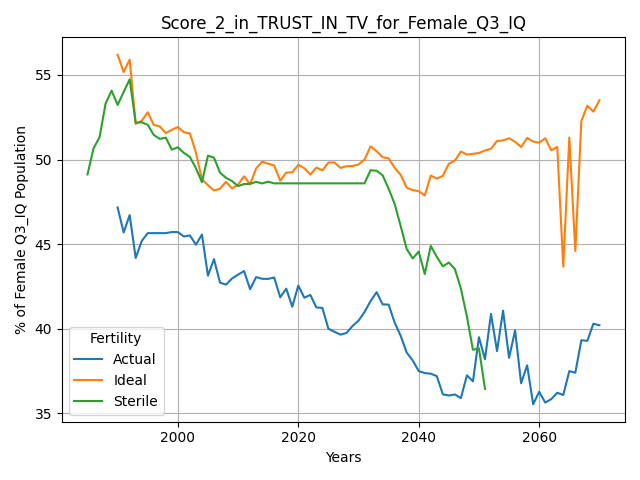 Score_2_in_TRUST_IN_TV_for_Female_Q3_IQ
% of Female Q3_IQ Population
55
50
45
40
35
Fertility
Actual
Ideal
Sterile
2000 2020 2040 2060
Years